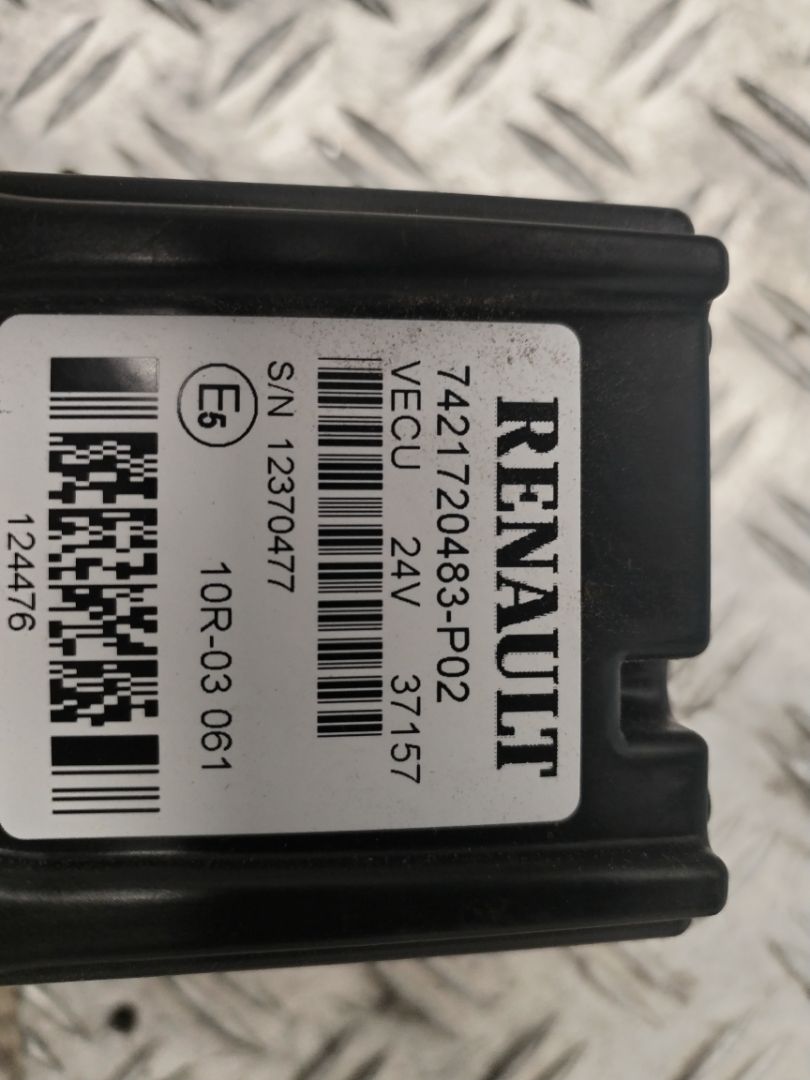 RENAULT
7421720483-P02
VECU 24V 37157
S/N 12370477
E5 10R-03 061
124476